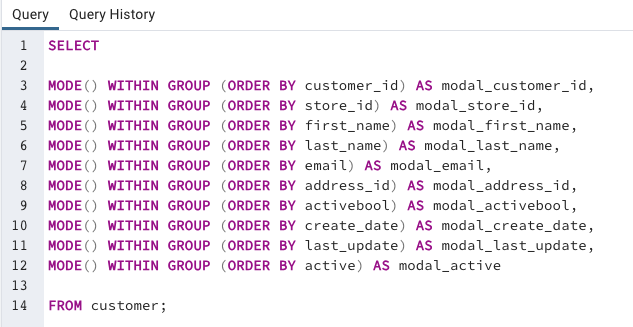 Query Query History
1 SELECT
2
3 MODE() WITHIN GROUP (ORDER BY customer_id) AS modal_customer_id,
4 MODE() WITHIN GROUP (ORDER BY store_id) AS modal_store_id,
5 MODE() WITHIN GROUP (ORDER BY first_name) AS modal_first_name,
6 MODE() WITHIN GROUP (ORDER BY last_name) AS modal_last_name,
7 MODE() WITHIN GROUP (ORDER BY email) AS modal_email,
8 MODE() WITHIN GROUP (ORDER BY address_id) AS modal_address_id,
9 MODE() WITHIN GROUP (ORDER BY activebool) AS modal_activebool,
10 MODE() WITHIN GROUP (ORDER BY create_date) AS modal_create_date,
11 MODE() WITHIN GROUP (ORDER BY last_update) AS modal_last_update,
12 MODE() WITHIN GROUP (ORDER BY active) AS modal_active
13
14 FROM customer;